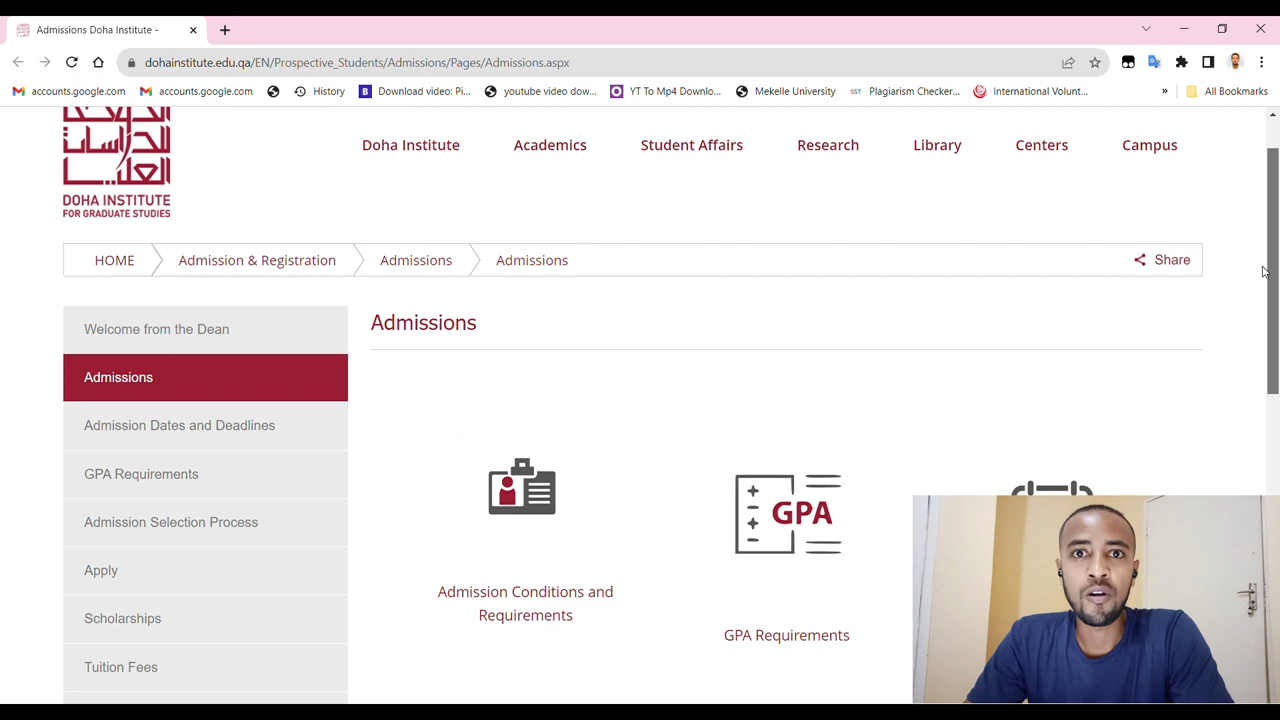 Admissions Doha Institute -
dohainstitute.edu.qa/EN/Prospective_Students/Admissions/Pages/Admissions.aspx
accounts.google.com
accounts.google.com
History
Download video: Pi...
youtube video dow...
YT To Mp4 Downlo...
Mekelle University
SST Plagiarism Checker...
International Volunt...
»
All Bookmarks
الدراسات
العليا
DOHA INSTITUTE
FOR GRADUATE STUDIES
Doha Institute
Academics
Student Affairs
Research
Library
Centers
Campus
HOME
Admission & Registration
Admissions
Admissions
Share
Welcome from the Dean
Admissions
Admission Dates and Deadlines
GPA Requirements
Admission Selection Process
Apply
Scholarships
Tuition Fees
Admissions
Admission Conditions and
Requirements
GPA
GPA Requirements